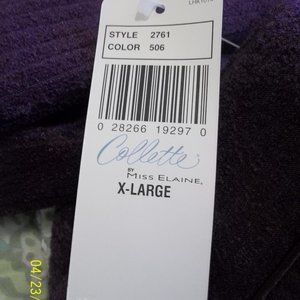 STYLE 2761
COLOR 506
0 28266 19297 0
Collette
BY
MISS ELAINE
X-LARGE
04/23/